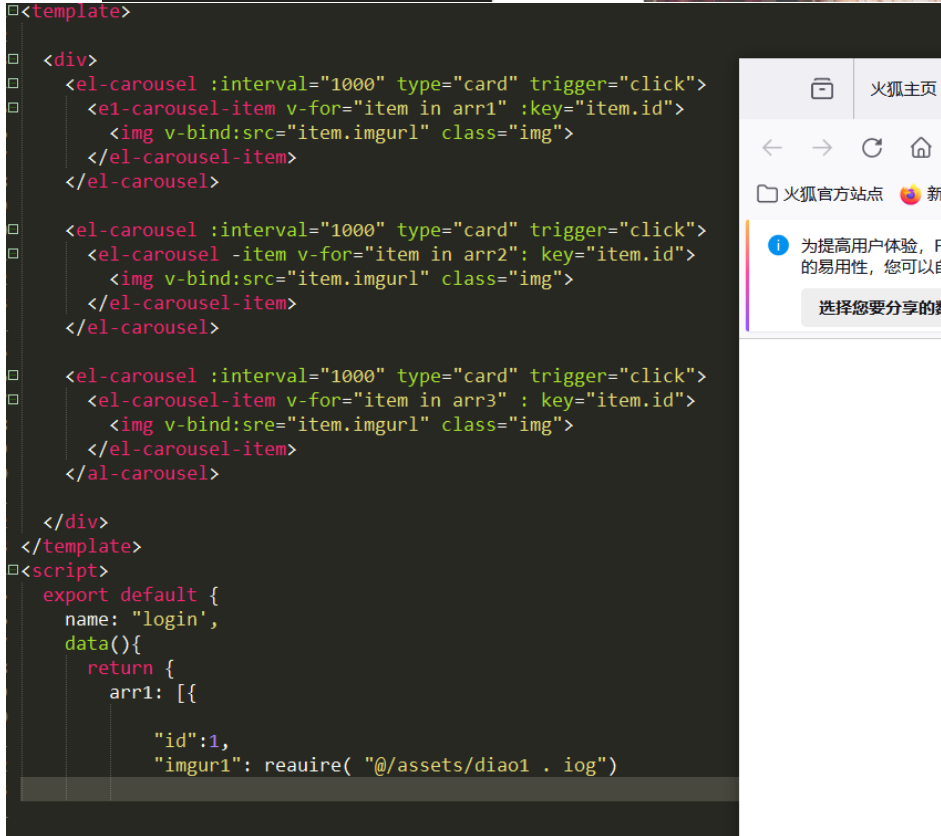 <template>
<div>
<el-carousel :interval="1000" type="card" trigger="click">
<e1-carousel-item v-for="item in arr1" :key="item.id">
<img v-bind:src="item.imgurl" class="img">
</el-carousel-item>
</el-carousel>
<el-carousel :interval="1000" type="card" trigger="click">
<el-carousel -item v-for="item in arr2": key="item.id">
<img v-bind:src="item.imgurl" class="img">
</el-carousel-item>
</el-carousel>
<el-carousel :interval="1000" type="card" trigger="click">
<el-carousel-item v-for="item in arr3" : key="item.id">
<img v-bind:sre="item.imgurl" class="img">
</el-carousel-item>
</al-carousel>
</div>
</template>
<script>
export default {
name: "login',
data(){
return {
arr1: [{
"id":1,
"imgur1": reauire( "@/assets/diao1 . iog")
火狐主页
火狐官方站点 新
为提高用户体验，F
的易用性，您可以自
选择您要分享的数